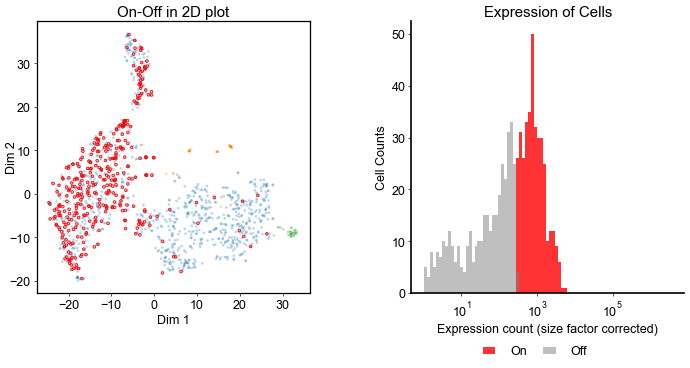 On-Off in 2D plot
Expression of Cells
Dim 2
30
20
10
0
−10
−20
−20
−10
0
10
20
30
Dim 1
Cell Counts
50
40
30
20
10
0
10^1
10^3
10^5
Expression count (size factor corrected)
On
Off